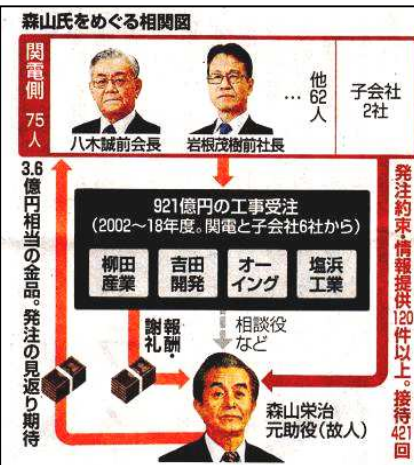 森山氏をめぐる相関図
関電側
75人
八木誠前会長
岩根茂樹前社長
…
他62人
子会社
2社
921億円の工事受注
(2002〜18年度。関電と子会社6社から)
柳田
産業
吉田
開発
オー
イング
塩浜
工業
3.6億円相当の金品。発注の見返り期待
報酬・
謝礼
相談役
など
発注約束・情報提供120件以上。接待421回
森山栄治
元助役(故人)